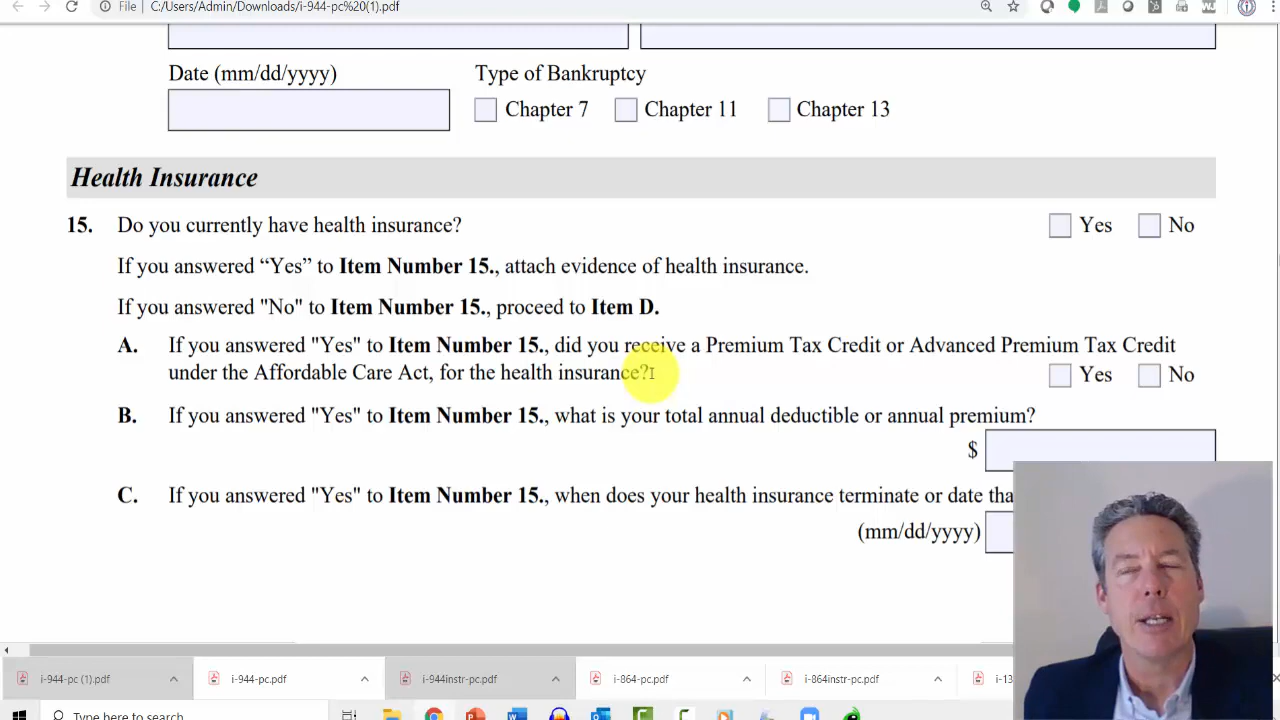 File | C:/Users/Admin/Downloads/i-944-pc%20(1).pdf
Date (mm/dd/yyyy)
Type of Bankruptcy
Chapter 7
Chapter 11
Chapter 13
Health Insurance
15. Do you currently have health insurance?
Yes
No
If you answered “Yes” to Item Number 15., attach evidence of health insurance.
If you answered "No" to Item Number 15., proceed to Item D.
A. If you answered "Yes" to Item Number 15., did you receive a Premium Tax Credit or Advanced Premium Tax Credit
under the Affordable Care Act, for the health insurance?
Yes
No
B. If you answered "Yes" to Item Number 15., what is your total annual deductible or annual premium?
$
C. If you answered "Yes" to Item Number 15., when does your health insurance terminate or date tha
(mm/dd/yyyy)
i-944-pc (1).pdf
i-944-pc.pdf
i-944instr-pc.pdf
i-864-pc.pdf
i-864instr-pc.pdf
i-13
Type here to search